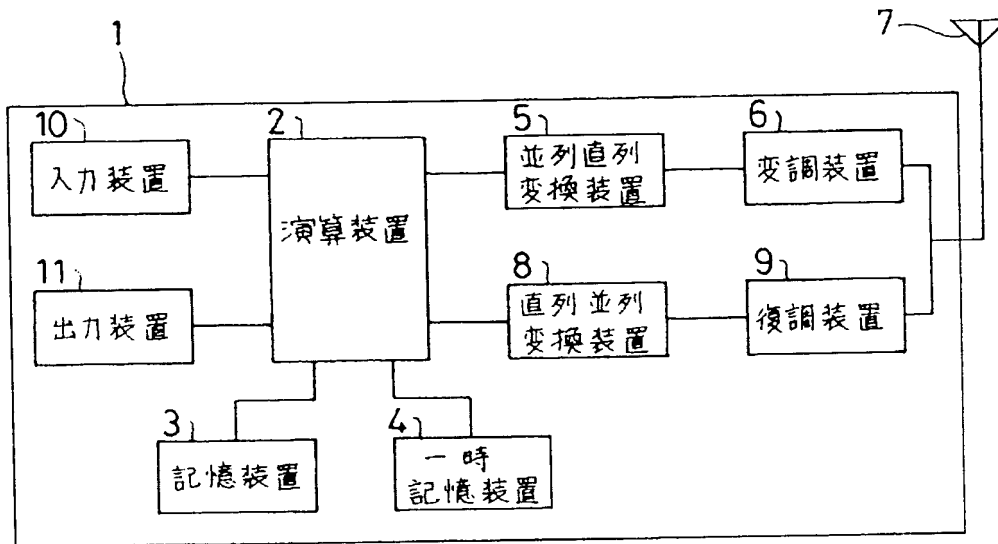 1
7
10
入力装置
2
演算装置
5
並列直列
変換装置
6
変調装置
11
出力装置
8
直列並列
変換装置
9
復調装置
3
記憶装置
4
一時
記憶装置